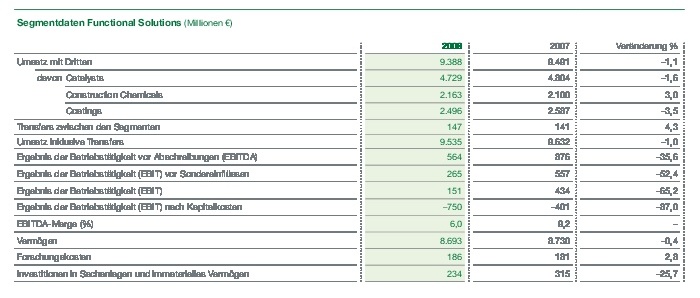 Segmentdaten Functional Solutions (Millionen €)
2008 2007 Veränderung %
Umsatz mit Dritten 9.388 9.491 –1,1
davon Catalysts 4.729 4.804 –1,6
Construction Chemicals 2.163 2.100 3,0
Coatings 2.496 2.587 –3,5
Transfers zwischen den Segmenten 147 141 4,3
Umsatz inklusive Transfers 9.535 9.632 –1,0
Ergebnis der Betriebstätigkeit vor Abschreibungen (EBITDA) 564 876 –35,6
Ergebnis der Betriebstätigkeit (EBIT) vor Sondereinflüssen 265 557 –52,4
Ergebnis der Betriebstätigkeit (EBIT) 151 434 –65,2
Ergebnis der Betriebstätigkeit (EBIT) nach Kapitalkosten –750 –401 –87,0
EBITDA-Marge (%) 6,0 9,2 –
Vermögen 8.693 8.730 –0,4
Forschungskosten 186 181 2,8
Investitionen in Sachanlagen und immaterielles Vermögen 234 315 –25,7